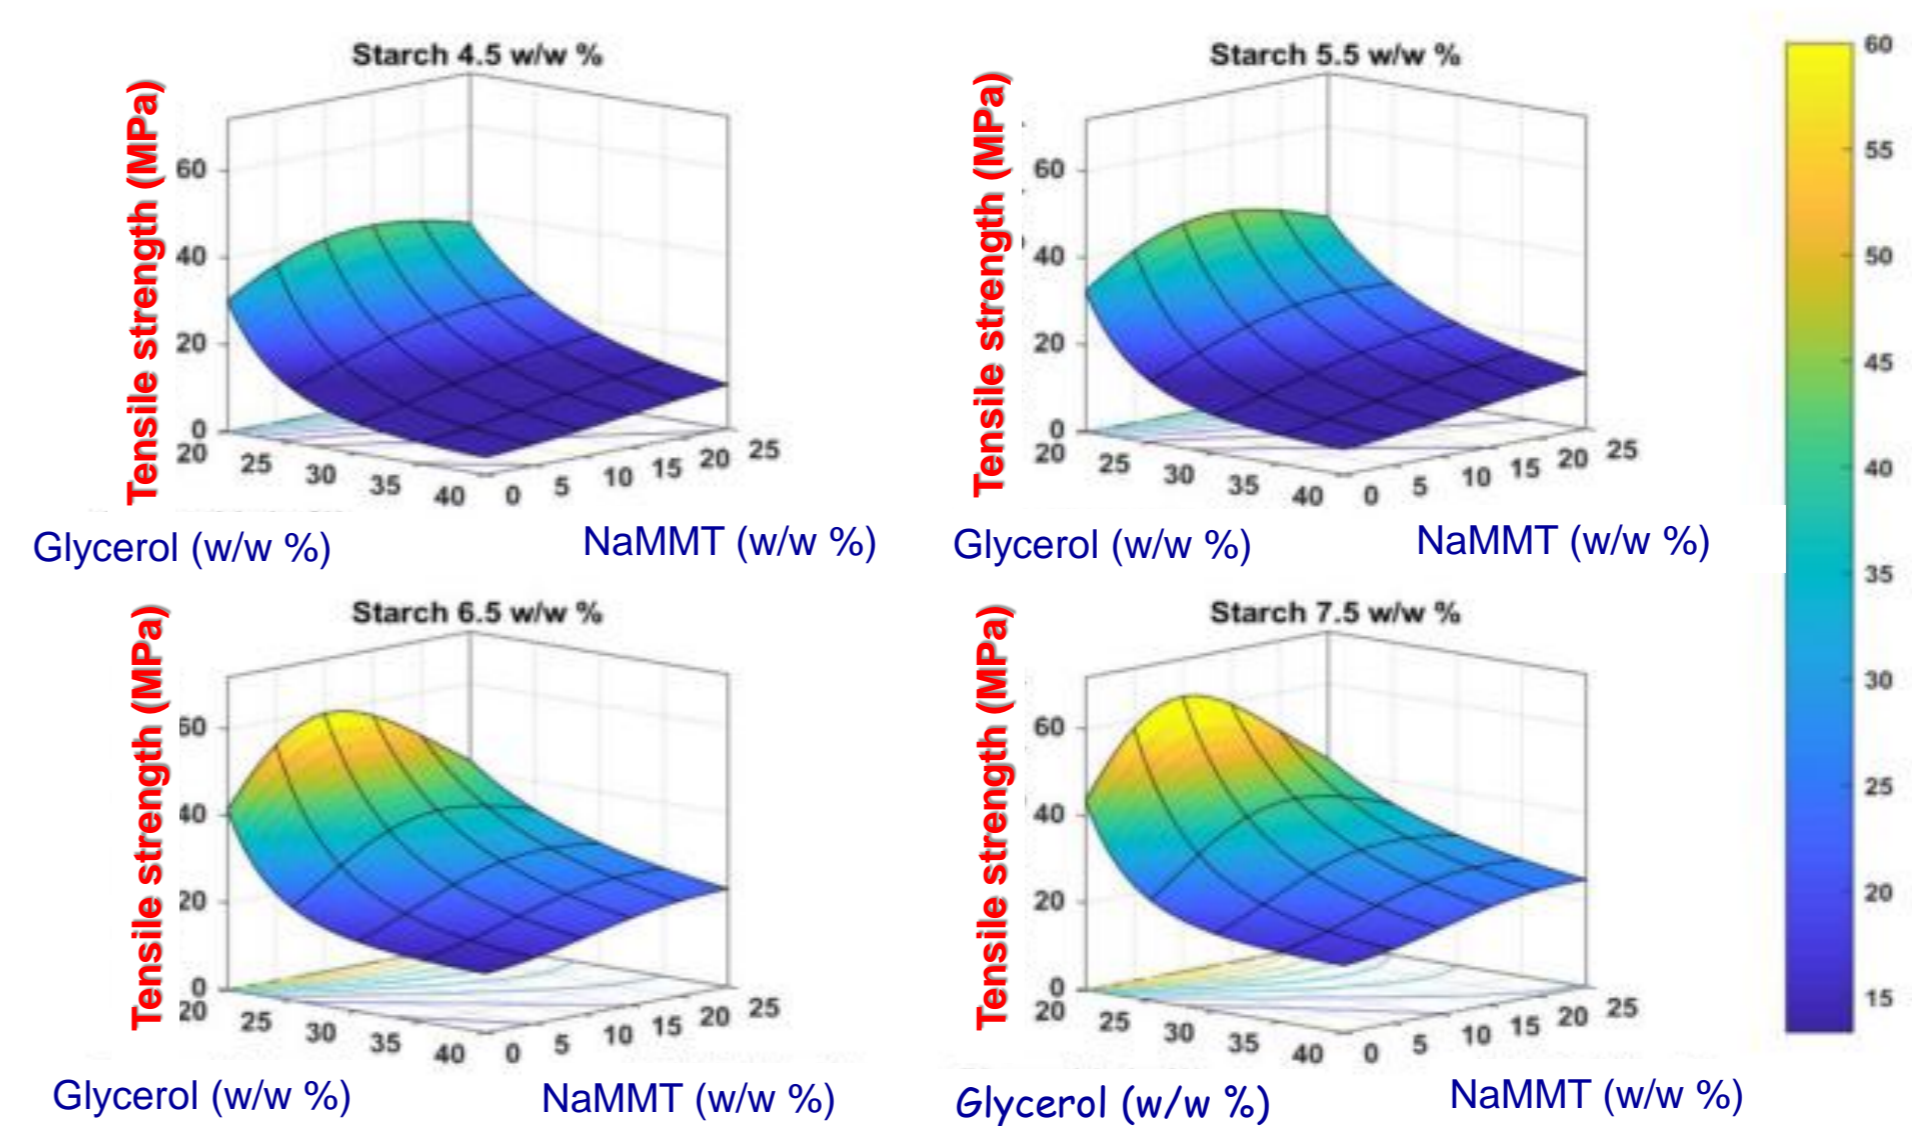 Starch 4.5 w/w %
Tensile strength (MPa)
60
40
20
0
20 25 30 35 40
0 5 10 15 20 25
Glycerol (w/w %)
NaMMT (w/w %)
Starch 5.5 w/w %
Tensile strength (MPa)
60
40
20
0
20 25 30 35 40
0 5 10 15 20 25
Glycerol (w/w %)
NaMMT (w/w %)
60
55
50
45
40
35
30
25
20
15
Starch 6.5 w/w %
Tensile strength (MPa)
60
40
20
0
20 25 30 35 40
0 5 10 15 20 25
Glycerol (w/w %)
NaMMT (w/w %)
Starch 7.5 w/w %
Tensile strength (MPa)
60
40
20
0
20 25 30 35 40
0 5 10 15 20 25
Glycerol (w/w %)
NaMMT (w/w %)